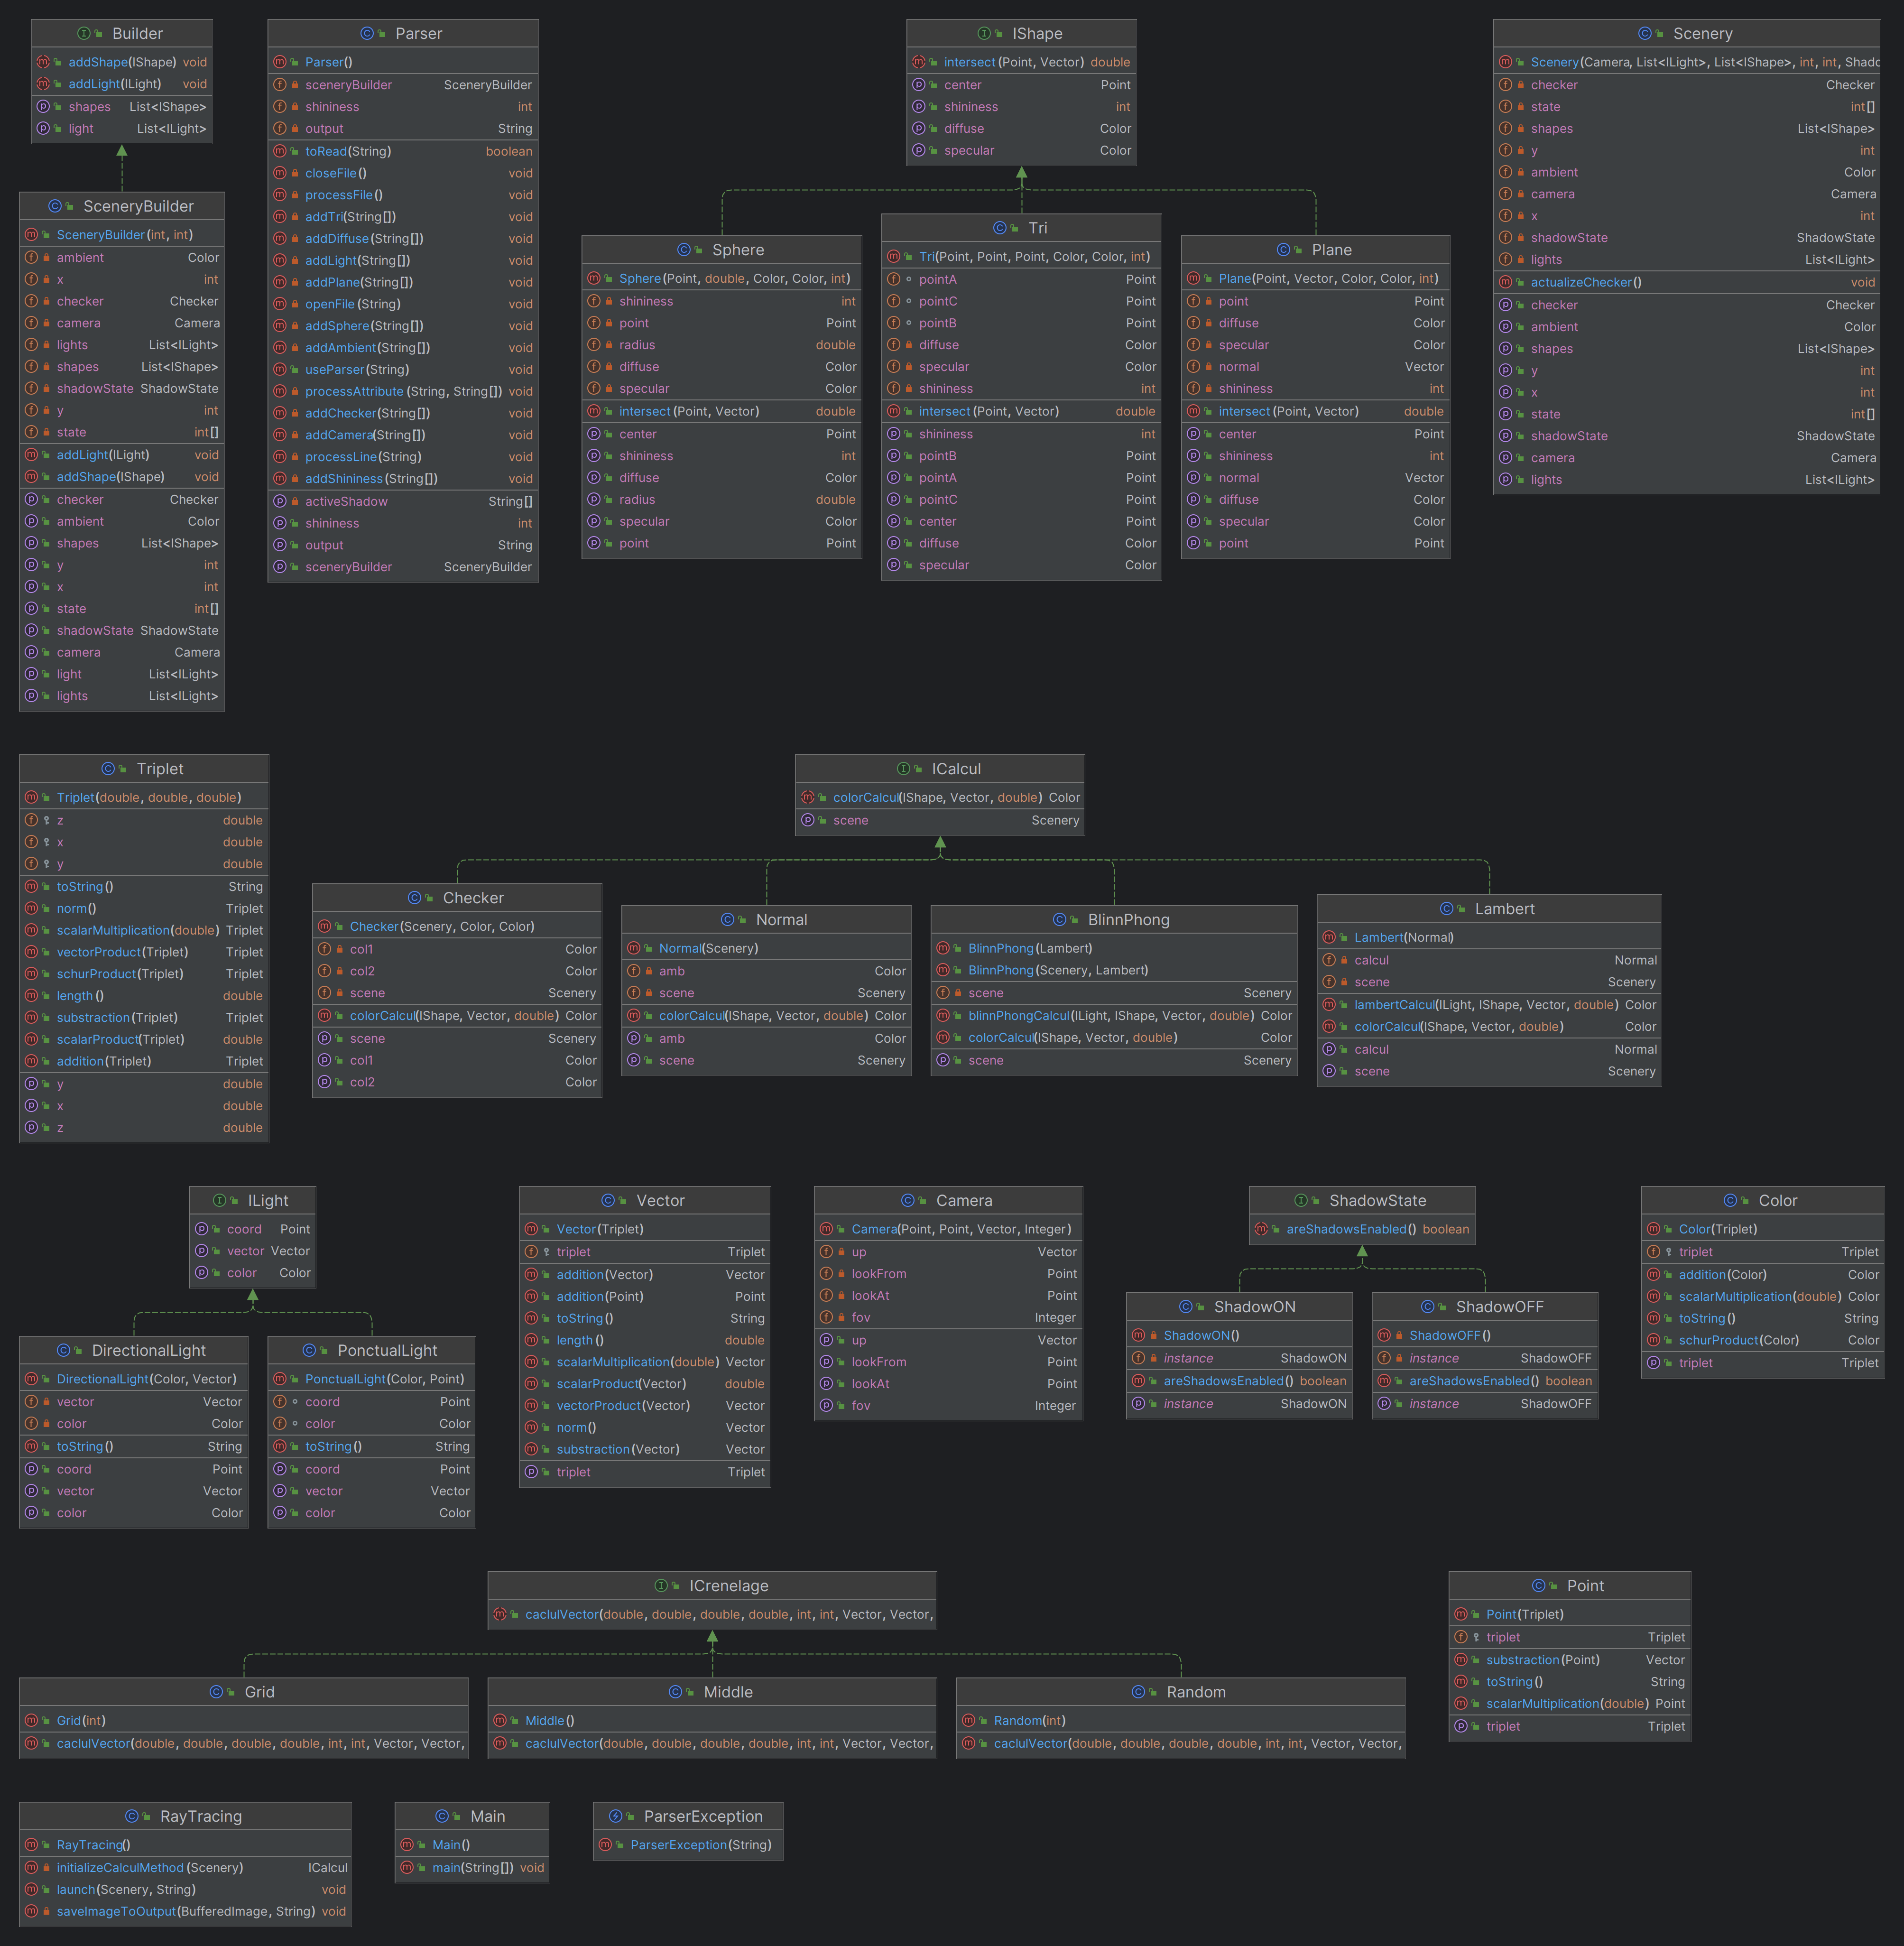 Builder
addShape(IShape) void
addLight(ILight) void
shapes List<IShape>
light List<ILight>
SceneryBuilder
SceneryBuilder(int, int)
ambient Color
x int
checker Checker
camera Camera
lights List<ILight>
shapes List<IShape>
shadowState ShadowState
y int
state int[]
addLight(ILight) void
addShape(IShape) void
checker Checker
ambient Color
shapes List<IShape>
y int
x int
state int[]
shadowState ShadowState
camera Camera
light List<ILight>
lights List<ILight>
Parser
Parser()
sceneryBuilder SceneryBuilder
shininess int
output String
toRead(String) boolean
closeFile() void
processFile() void
addTri(String[]) void
addDiffuse(String[]) void
addLight(String[]) void
addPlane(String[]) void
openFile(String) void
addSphere(String[]) void
addAmbient(String[]) void
useParser(String) void
processAttribute(String, String[]) void
addChecker(String[]) void
addCamera(String[]) void
processLine(String) void
addShininess(String[]) void
activeShadow String[]
shininess int
output String
sceneryBuilder SceneryBuilder
IShape
intersect(Point, Vector) double
center Point
shininess int
diffuse Color
specular Color
Sphere
Sphere(Point, double, Color, Color, int)
shininess int
point Point
radius double
diffuse Color
specular Color
intersect(Point, Vector) double
center Point
shininess int
diffuse Color
radius double
specular Color
point Point
Tri
Tri(Point, Point, Point, Color, Color, int)
pointA Point
pointC Point
pointB Point
diffuse Color
specular Color
shininess int
intersect(Point, Vector) double
shininess int
pointB Point
pointA Point
pointC Point
center Point
diffuse Color
specular Color
Plane
Plane(Point, Vector, Color, Color, int)
point Point
diffuse Color
specular Color
normal Vector
shininess int
intersect(Point, Vector) double
center Point
shininess int
normal Vector
diffuse Color
specular Color
point Point
Scenery
Scenery(Camera, List<ILight>, List<IShape>, int, int, Shadc
checker Checker
state int[]
shapes List<IShape>
y int
ambient Color
camera Camera
x int
shadowState ShadowState
lights List<ILight>
actualizeChecker() void
checker Checker
ambient Color
shapes List<IShape>
y int
x int
state int[]
shadowState ShadowState
camera Camera
lights List<ILight>
Triplet
Triplet(double, double, double)
z double
x double
y double
toString() String
norm() Triplet
scalarMultiplication(double) Triplet
vectorProduct(Triplet) Triplet
schurProduct(Triplet) Triplet
length() double
substraction(Triplet) Triplet
scalarProduct(Triplet) double
addition(Triplet) Triplet
y double
x double
z double
ICalcul
colorCalcul(IShape, Vector, double) Color
scene Scenery
Checker
Checker(Scenery, Color, Color)
col1 Color
col2 Color
scene Scenery
colorCalcul(IShape, Vector, double) Color
scene Scenery
col1 Color
col2 Color
Normal
Normal(Scenery)
amb Color
scene Scenery
colorCalcul(IShape, Vector, double) Color
amb Color
scene Scenery
BlinnPhong
BlinnPhong(Lambert)
BlinnPhong(Scenery, Lambert)
scene Scenery
blinnPhongCalcul(ILight, IShape, Vector, double) Color
colorCalcul(IShape, Vector, double) Color
scene Scenery
Lambert
Lambert(Normal)
calcul Normal
scene Scenery
lambertCalcul(ILight, IShape, Vector, double) Color
colorCalcul(IShape, Vector, double) Color
calcul Normal
scene Scenery
ILight
coord Point
vector Vector
color Color
DirectionalLight
DirectionalLight(Color, Vector)
vector Vector
color Color
toString() String
coord Point
vector Vector
color Color
PonctualLight
PonctualLight(Color, Point)
coord Point
color Color
toString() String
coord Point
vector Vector
color Color
Vector
Vector(Triplet)
triplet Triplet
addition(Vector) Vector
addition(Point) Point
toString() String
length() double
scalarMultiplication(double) Vector
scalarProduct(Vector) double
vectorProduct(Vector) Vector
norm() Vector
substraction(Vector) Vector
triplet Triplet
Camera
Camera(Point, Point, Vector, Integer)
up Vector
lookFrom Point
lookAt Point
fov Integer
up Vector
lookFrom Point
lookAt Point
fov Integer
ShadowState
areShadowsEnabled() boolean
ShadowON
ShadowON()
instance ShadowON
areShadowsEnabled() boolean
instance ShadowON
ShadowOFF
ShadowOFF()
instance ShadowOFF
areShadowsEnabled() boolean
instance ShadowOFF
Color
Color(Triplet)
triplet Triplet
addition(Color) Color
scalarMultiplication(double) Color
toString() String
schurProduct(Color) Color
triplet Triplet
ICrenelage
caclulVector(double, double, double, double, int, int, Vector, Vector,
Grid
Grid(int)
caclulVector(double, double, double, double, int, int, Vector, Vector,
Middle
Middle()
caclulVector(double, double, double, double, int, int, Vector, Vector,
Random
Random(int)
caclulVector(double, double, double, double, int, int, Vector, Vector,
Point
Point(Triplet)
triplet Triplet
substraction(Point) Vector
toString() String
scalarMultiplication(double) Point
triplet Triplet
RayTracing
RayTracing()
initializeCalculMethod(Scenery) ICalcul
launch(Scenery, String) void
saveImageToOutput(BufferedImage, String) void
Main
Main()
main(String[]) void
ParserException
ParserException(String)